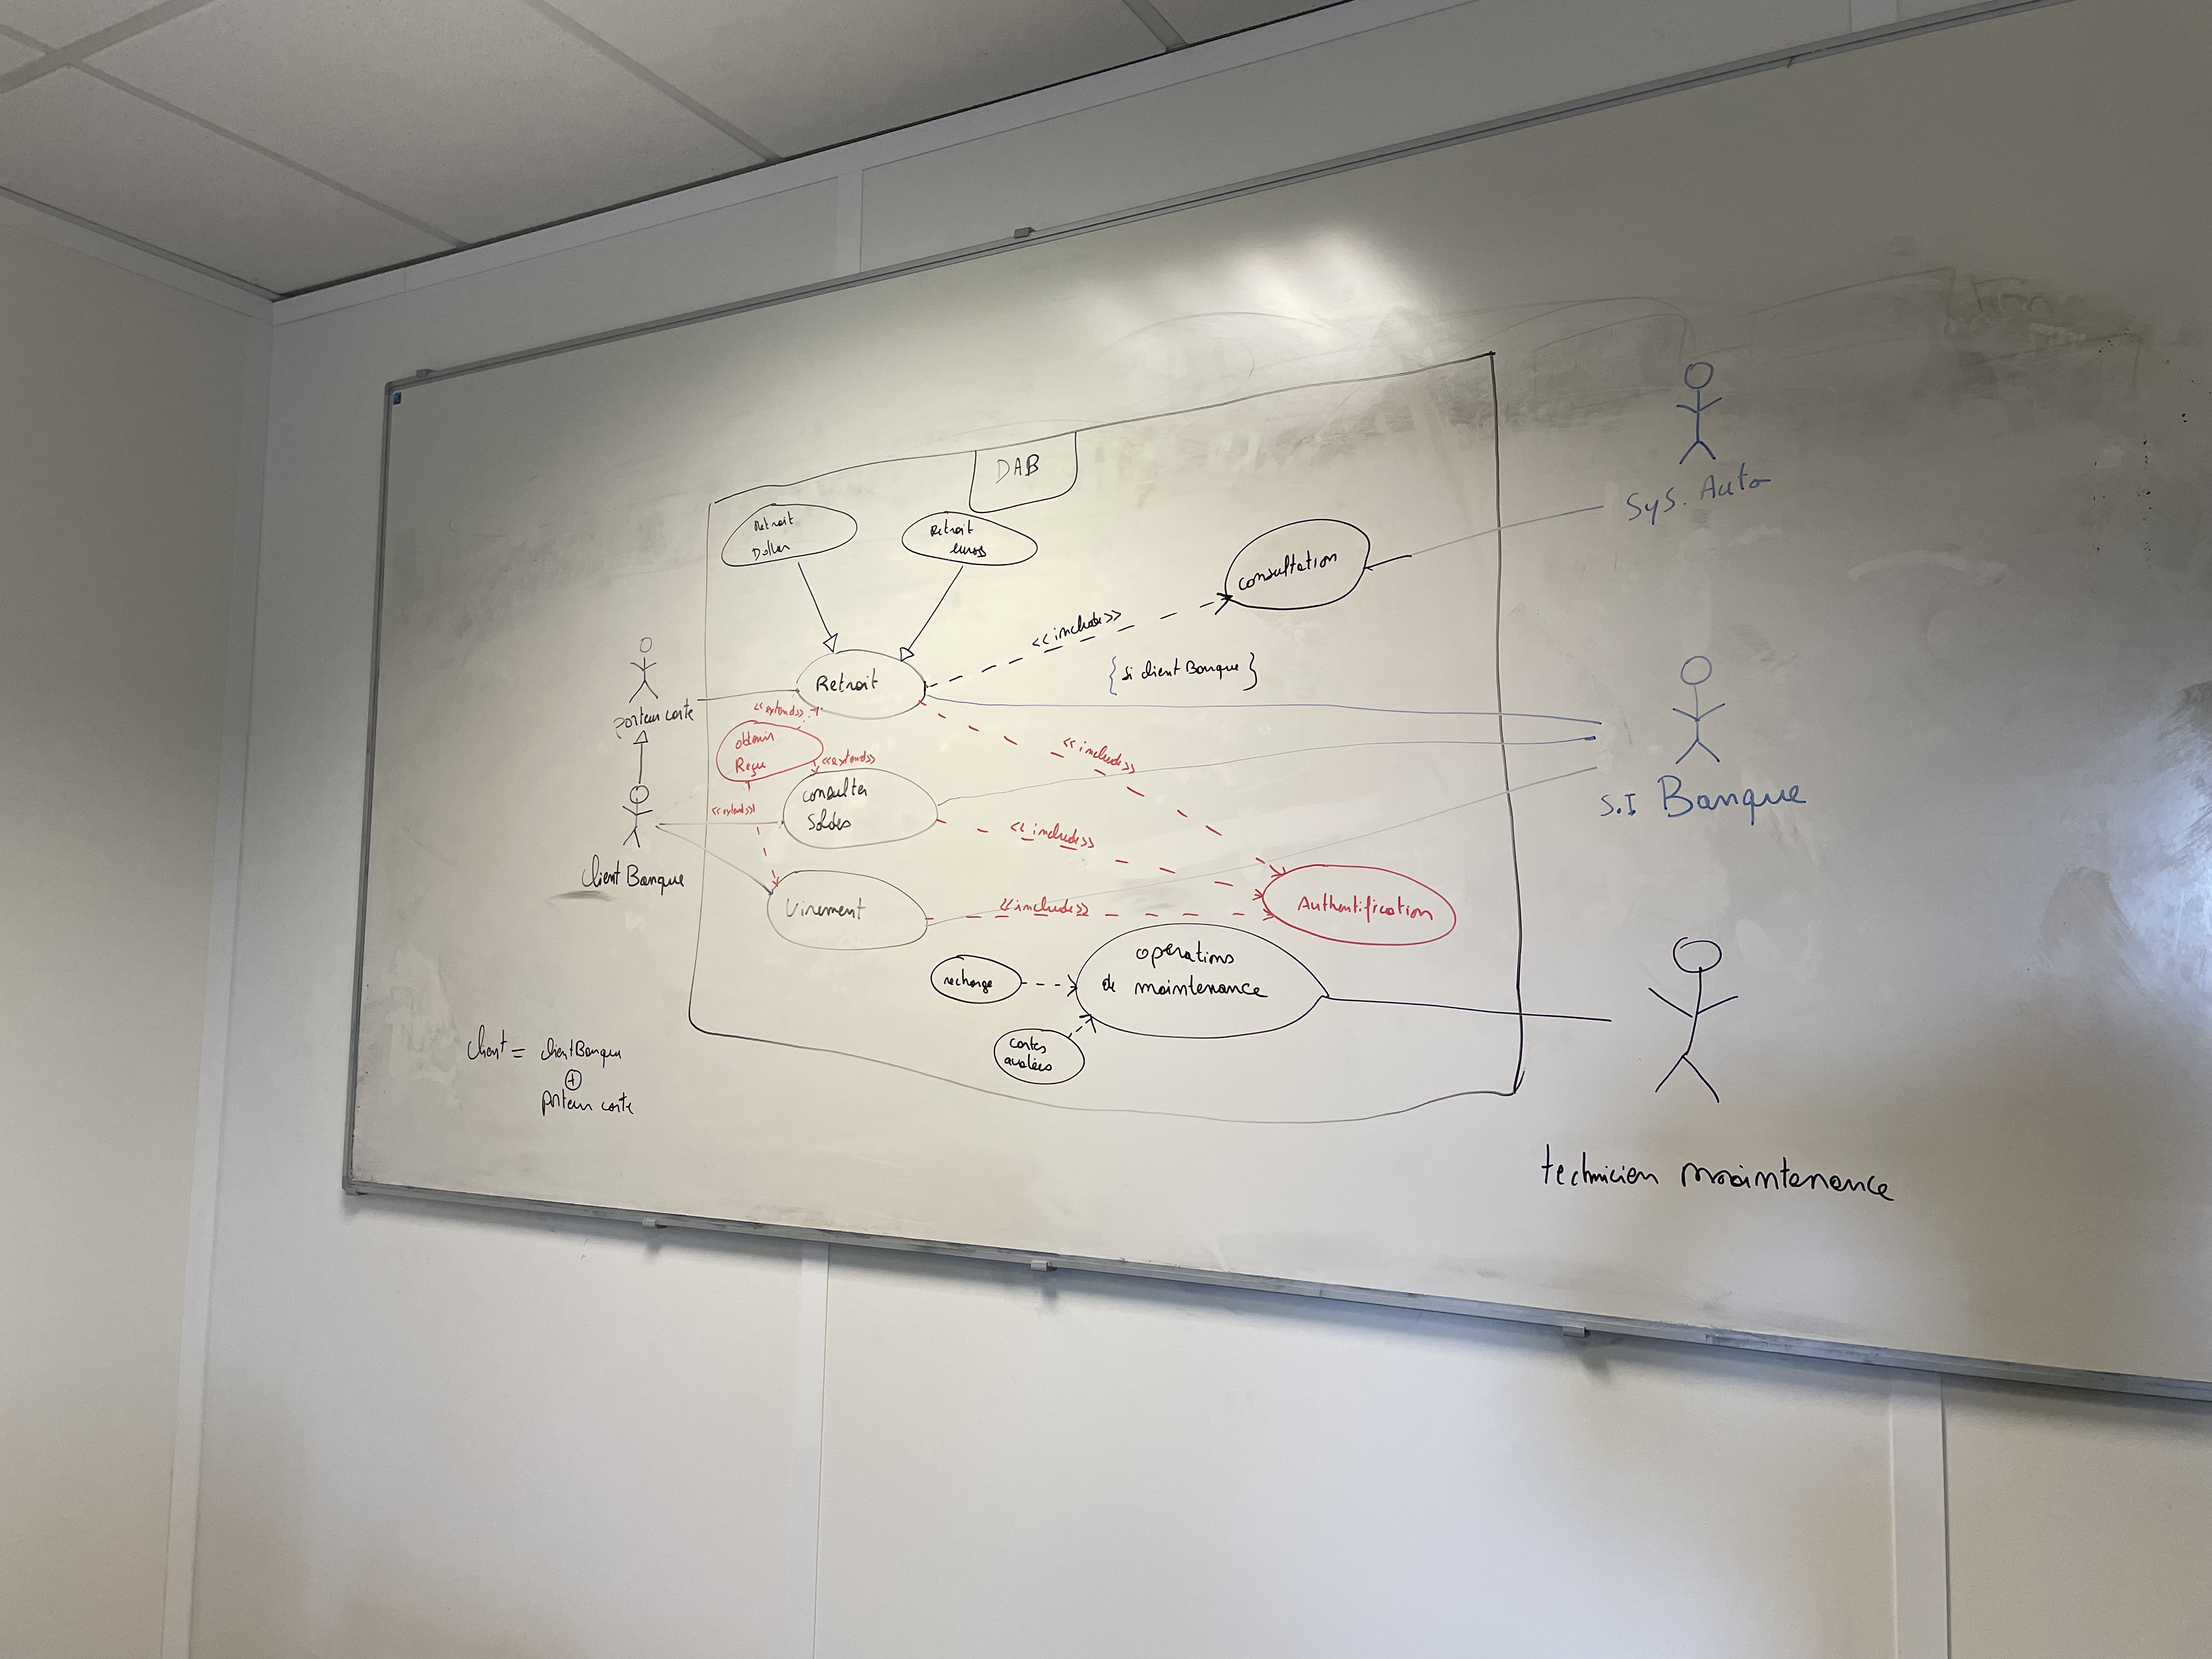 DAB
Retrait
Dollar
Retrait
euros
consultation
Sys. Auto
<<include>>
{si client Banque}
Retrait
porteur carte
<<extends>>
obtenir
Reçu
<<extends>>
<<include>>
S.I Banque
consulter
Soldes
<<extends>>
<<include>>
client Banque
Virement
<<include>>
Authentification
operations
de maintenance
recharge
cartes
avalées
client = client Banque
+
porteur carte
technicien maintenance